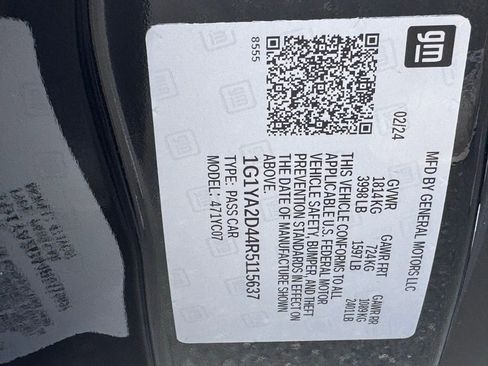 gm
MFD BY GENERAL MOTORS LLC
02/24 GVWR GAWR FRT GAWR RR
1814KG 724KG 1089KG
3998LB 1597LB 2401LB
THIS VEHICLE CONFORMS TO ALL
APPLICABLE U.S. FEDERAL MOTOR
VEHICLE SAFETY, BUMPER, AND THEFT
PREVENTION STANDARDS IN EFFECT ON
THE DATE OF MANUFACTURE SHOWN
ABOVE.
1G1YA2D44R5115637
TYPE: PASS CAR
MODEL: 471YC07
8555